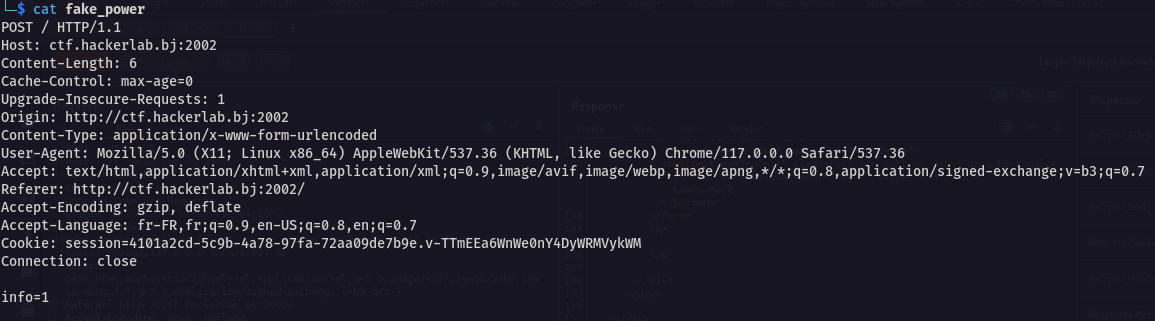 └─$ cat fake_power
POST / HTTP/1.1
Host: ctf.hackerlab.bj:2002
Content-Length: 6
Cache-Control: max-age=0
Upgrade-Insecure-Requests: 1
Origin: http://ctf.hackerlab.bj:2002
Content-Type: application/x-www-form-urlencoded
User-Agent: Mozilla/5.0 (X11; Linux x86_64) AppleWebKit/537.36 (KHTML, like Gecko) Chrome/117.0.0.0 Safari/537.36
Accept: text/html,application/xhtml+xml,application/xml;q=0.9,image/avif,image/webp,image/apng,*/*;q=0.8,application/signed-exchange;v=b3;q=0.7
Referer: http://ctf.hackerlab.bj:2002/
Accept-Encoding: gzip, deflate
Accept-Language: fr-FR,fr;q=0.9,en-US;q=0.8,en;q=0.7
Cookie: session=4101a2cd-5c9b-4a78-97fa-72aa09de7b9e.v-TTmEEa6WnWe0nY4DyWRMVykWM
Connection: close
info=1
Response
Inspector